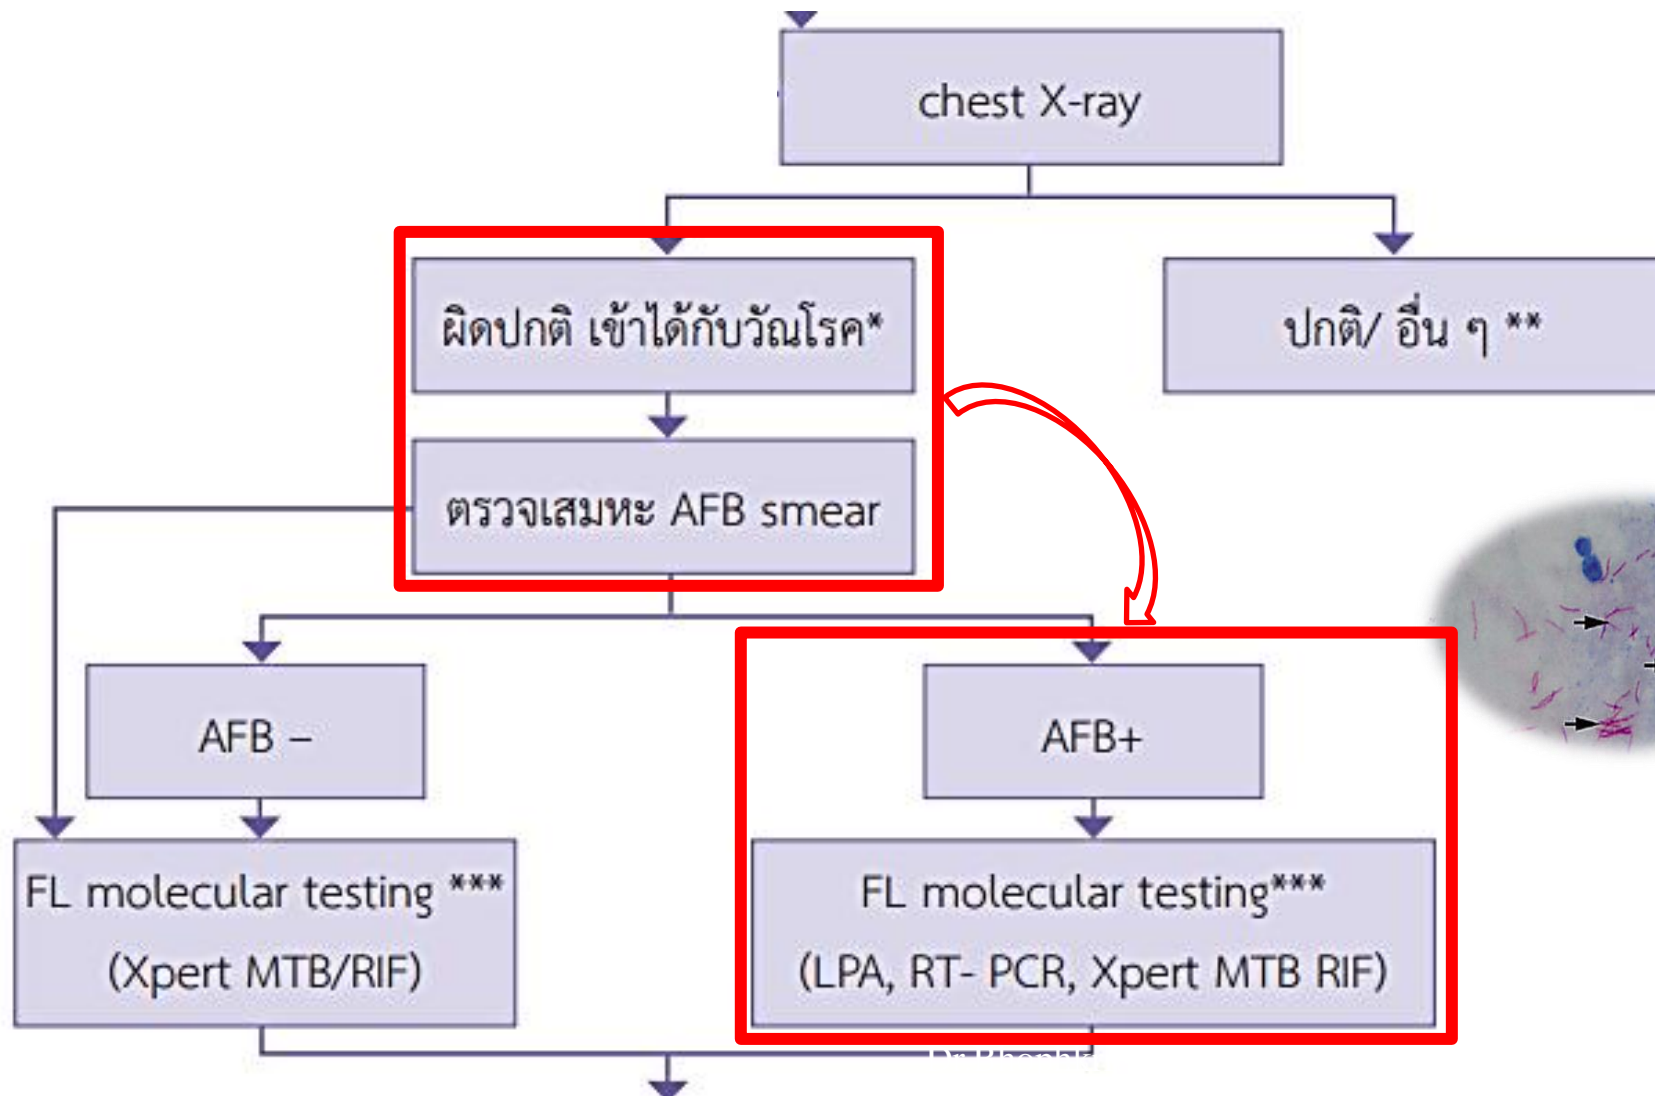 chest X-ray
ผิดปกติ เข้าได้กับวัณโรค*
ปกติ/ อื่น ๆ **
ตรวจเสมหะ AFB smear
AFB –
AFB+
FL molecular testing ***
(Xpert MTB/RIF)
FL molecular testing***
(LPA, RT- PCR, Xpert MTB RIF)